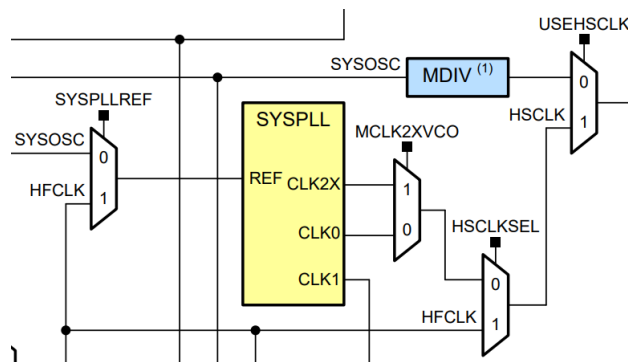 USEHSCLK
SYSOSC
MDIV (1)
0
SYSPLLREF
SYSPLL
HSCLK
1
MCLK2XVCO
SYSOSC
0
REF
CLK2X
1
HFCLK
1
HSCLKSEL
CLK0
0
CLK1
0
HFCLK
1